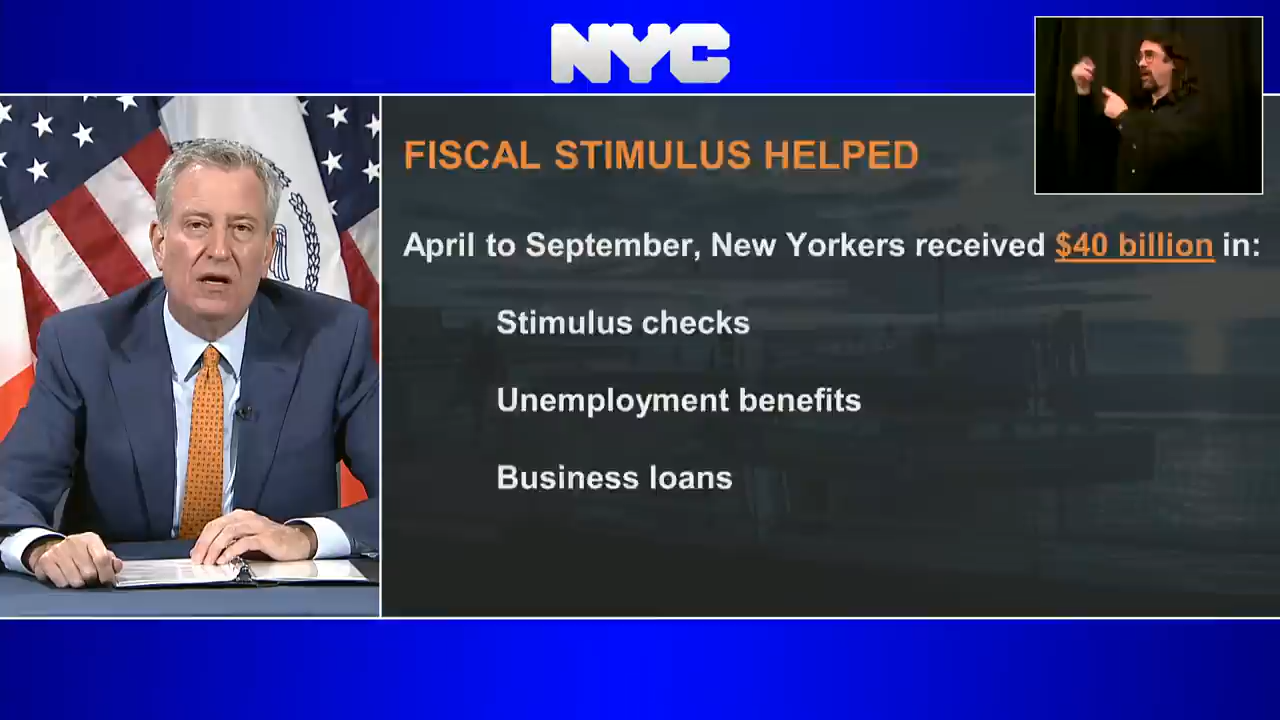 NYC
FISCAL STIMULUS HELPED
April to September, New Yorkers received $40 billion in:
Stimulus checks
Unemployment benefits
Business loans